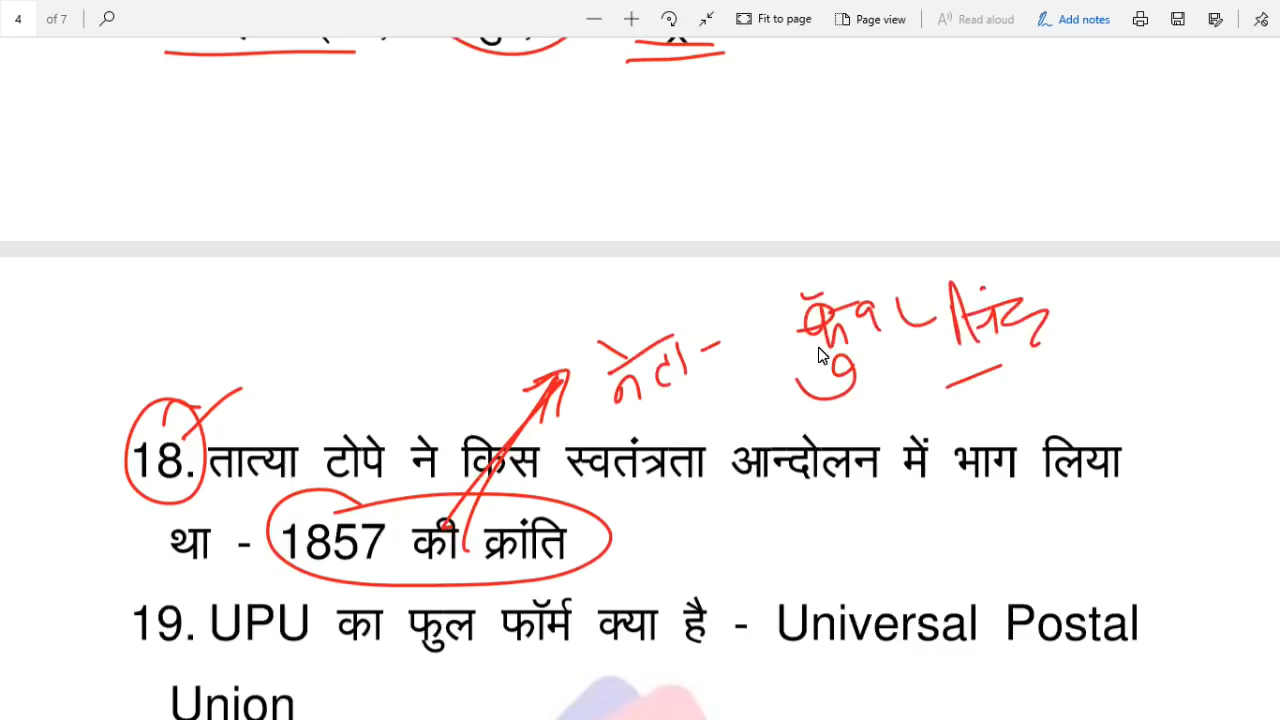 4 of 7 Fit to page Page view Read aloud Add notes
नेता - कुँवर सिंह
18. तात्या टोपे ने किस स्वतंत्रता आन्दोलन में भाग लिया
था - 1857 की क्रांति
19. UPU का फुल फॉर्म क्या है - Universal Postal
Union